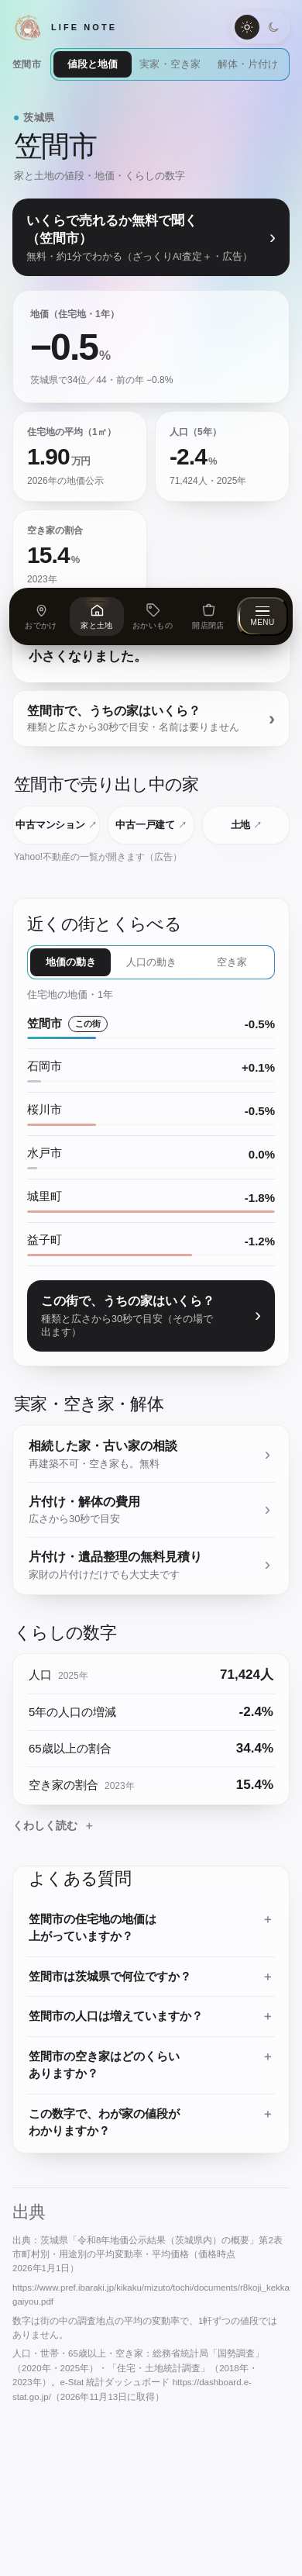 LIFE NOTE
笠間市
値段と地価
実家・空き家
解体・片付け
茨城県
笠間市
家と土地の値段・地価・くらしの数字
いくらで売れるか無料で聞く
（笠間市）
無料・約1分でわかる（ざっくりAI査定＋・広告）
›
地価（住宅地・1年）
−0.5%
茨城県で34位／44・前の年 −0.8%
住宅地の平均（1㎡）
1.90万円
2026年の地価公示
人口（5年）
-2.4%
71,424人・2025年
空き家の割合
15.4%
2023年
おでかけ
家と土地
おかいもの
開店閉店
MENU
小さくなりました。
笠間市で、うちの家はいくら？
種類と広さから30秒で目安・名前は要りません
›
笠間市で売り出し中の家
中古マンション ↗
中古一戸建て ↗
土地 ↗
Yahoo!不動産の一覧が開きます（広告）
近くの街とくらべる
地価の動き
人口の動き
空き家
住宅地の地価・1年
笠間市 この街 -0.5%
石岡市 +0.1%
桜川市 -0.5%
水戸市 0.0%
城里町 -1.8%
益子町 -1.2%
この街で、うちの家はいくら？
種類と広さから30秒で目安（その場で
出ます）
›
実家・空き家・解体
相続した家・古い家の相談
再建築不可・空き家も。無料
›
片付け・解体の費用
広さから30秒で目安
›
片付け・遺品整理の無料見積り
家財の片付けだけでも大丈夫です
›
くらしの数字
人口 2025年 71,424人
5年の人口の増減 -2.4%
65歳以上の割合 34.4%
空き家の割合 2023年 15.4%
くわしく読む ＋
よくある質問
笠間市の住宅地の地価は
上がっていますか？
＋
笠間市は茨城県で何位ですか？ ＋
笠間市の人口は増えていますか？ ＋
笠間市の空き家はどのくらい
ありますか？
＋
この数字で、わが家の値段が
わかりますか？
＋
出典
出典：茨城県「令和8年地価公示結果（茨城県内）の概要」第2表
市町村別・用途別の平均変動率・平均価格（価格時点
2026年1月1日）
https://www.pref.ibaraki.jp/kikaku/mizuto/tochi/documents/r8koji_kekka
gaiyou.pdf
数字は街の中の調査地点の平均の変動率で、1軒ずつの値段では
ありません。
人口・世帯・65歳以上・空き家：総務省統計局「国勢調査」
（2020年・2025年）・「住宅・土地統計調査」（2018年・
2023年）。e-Stat 統計ダッシュボード https://dashboard.e-
stat.go.jp/（2026年11月13日に取得）